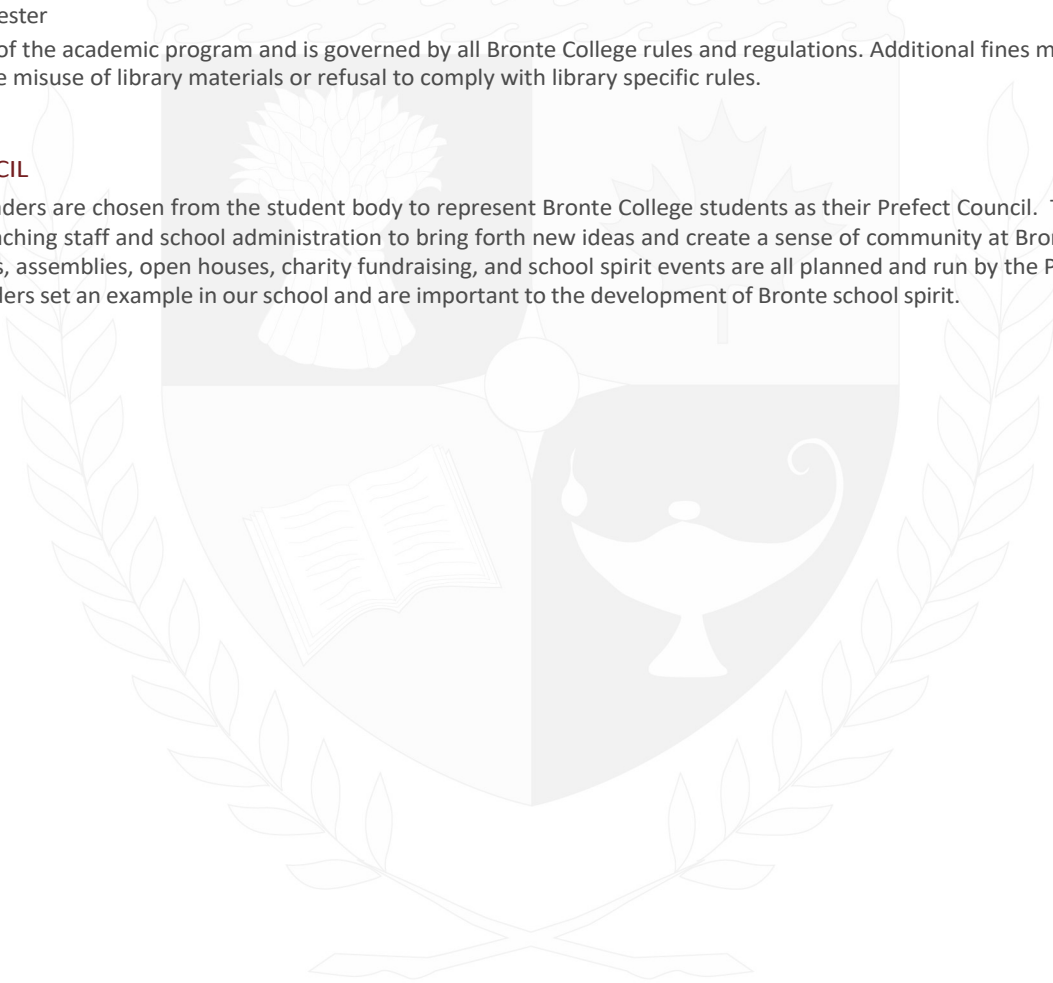 ester
of the academic program and is governed by all Bronte College rules and regulations. Additional fines m
e misuse of library materials or refusal to comply with library specific rules.
CIL
ders are chosen from the student body to represent Bronte College students as their Prefect Council. T
ching staff and school administration to bring forth new ideas and create a sense of community at Bron
s, assemblies, open houses, charity fundraising, and school spirit events are all planned and run by the P
ders set an example in our school and are important to the development of Bronte school spirit.